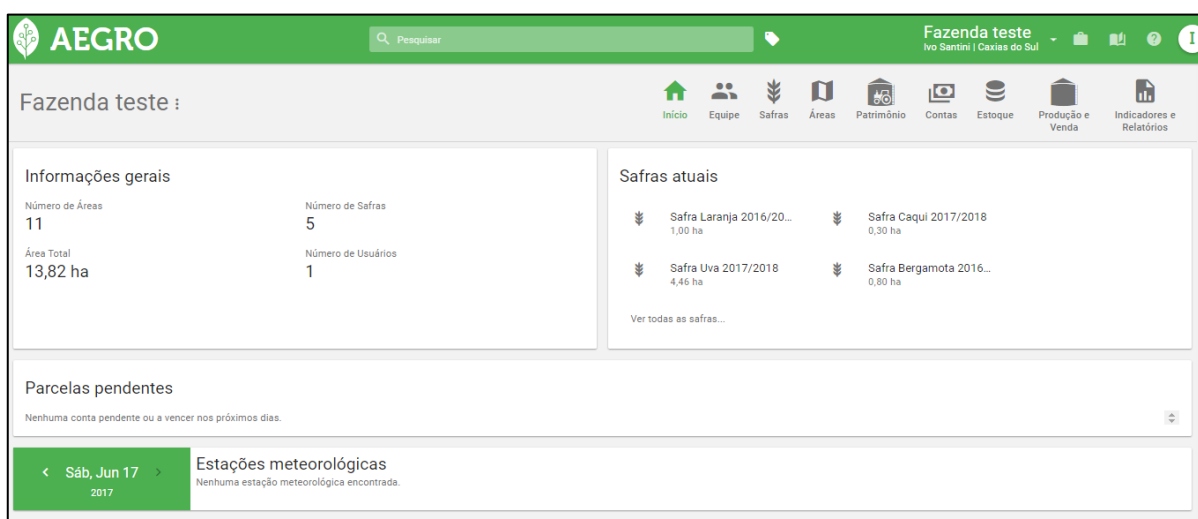 AEGRO
Pesquisar
Fazenda teste
Ivo Santini | Caxias do Sul
I
Fazenda teste
Início
Equipe
Safras
Áreas
Patrimônio
Contas
Estoque
Produção e
Venda
Indicadores e
Relatórios
Informações gerais
Número de Áreas
11
Número de Safras
5
Área Total
13,82 ha
Número de Usuários
1
Safras atuais
Safra Laranja 2016/20...
1,00 ha
Safra Caqui 2017/2018
0,30 ha
Safra Uva 2017/2018
4,46 ha
Safra Bergamota 2016...
0,80 ha
Ver todas as safras...
Parcelas pendentes
Nenhuma conta pendente ou a vencer nos próximos dias.
Sáb, Jun 17
2017
Estações meteorológicas
Nenhuma estação meteorológica encontrada.